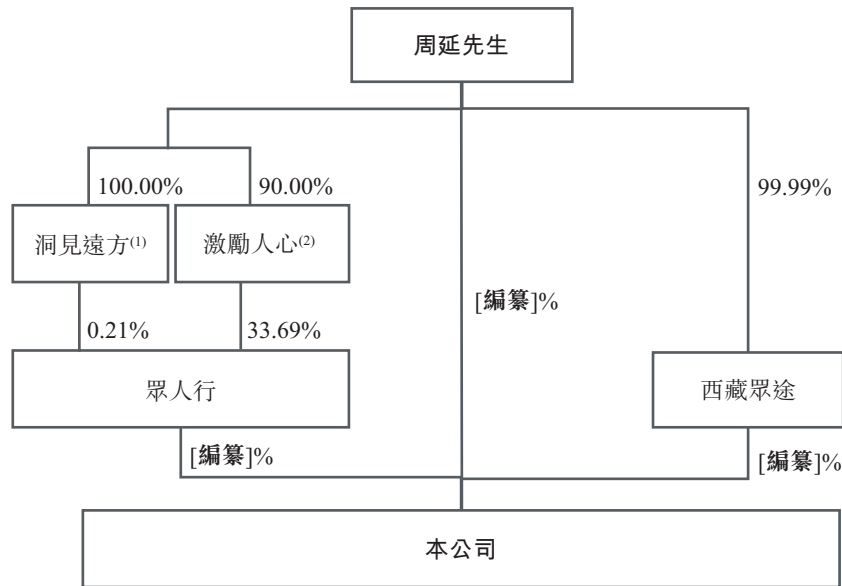 周延先生
100.00%
90.00%
99.99%
洞見遠方(1)
激勵人心(2)
[編纂]%
0.21%
33.69%
眾人行
西藏眾途
[編纂]%
[編纂]%
本公司